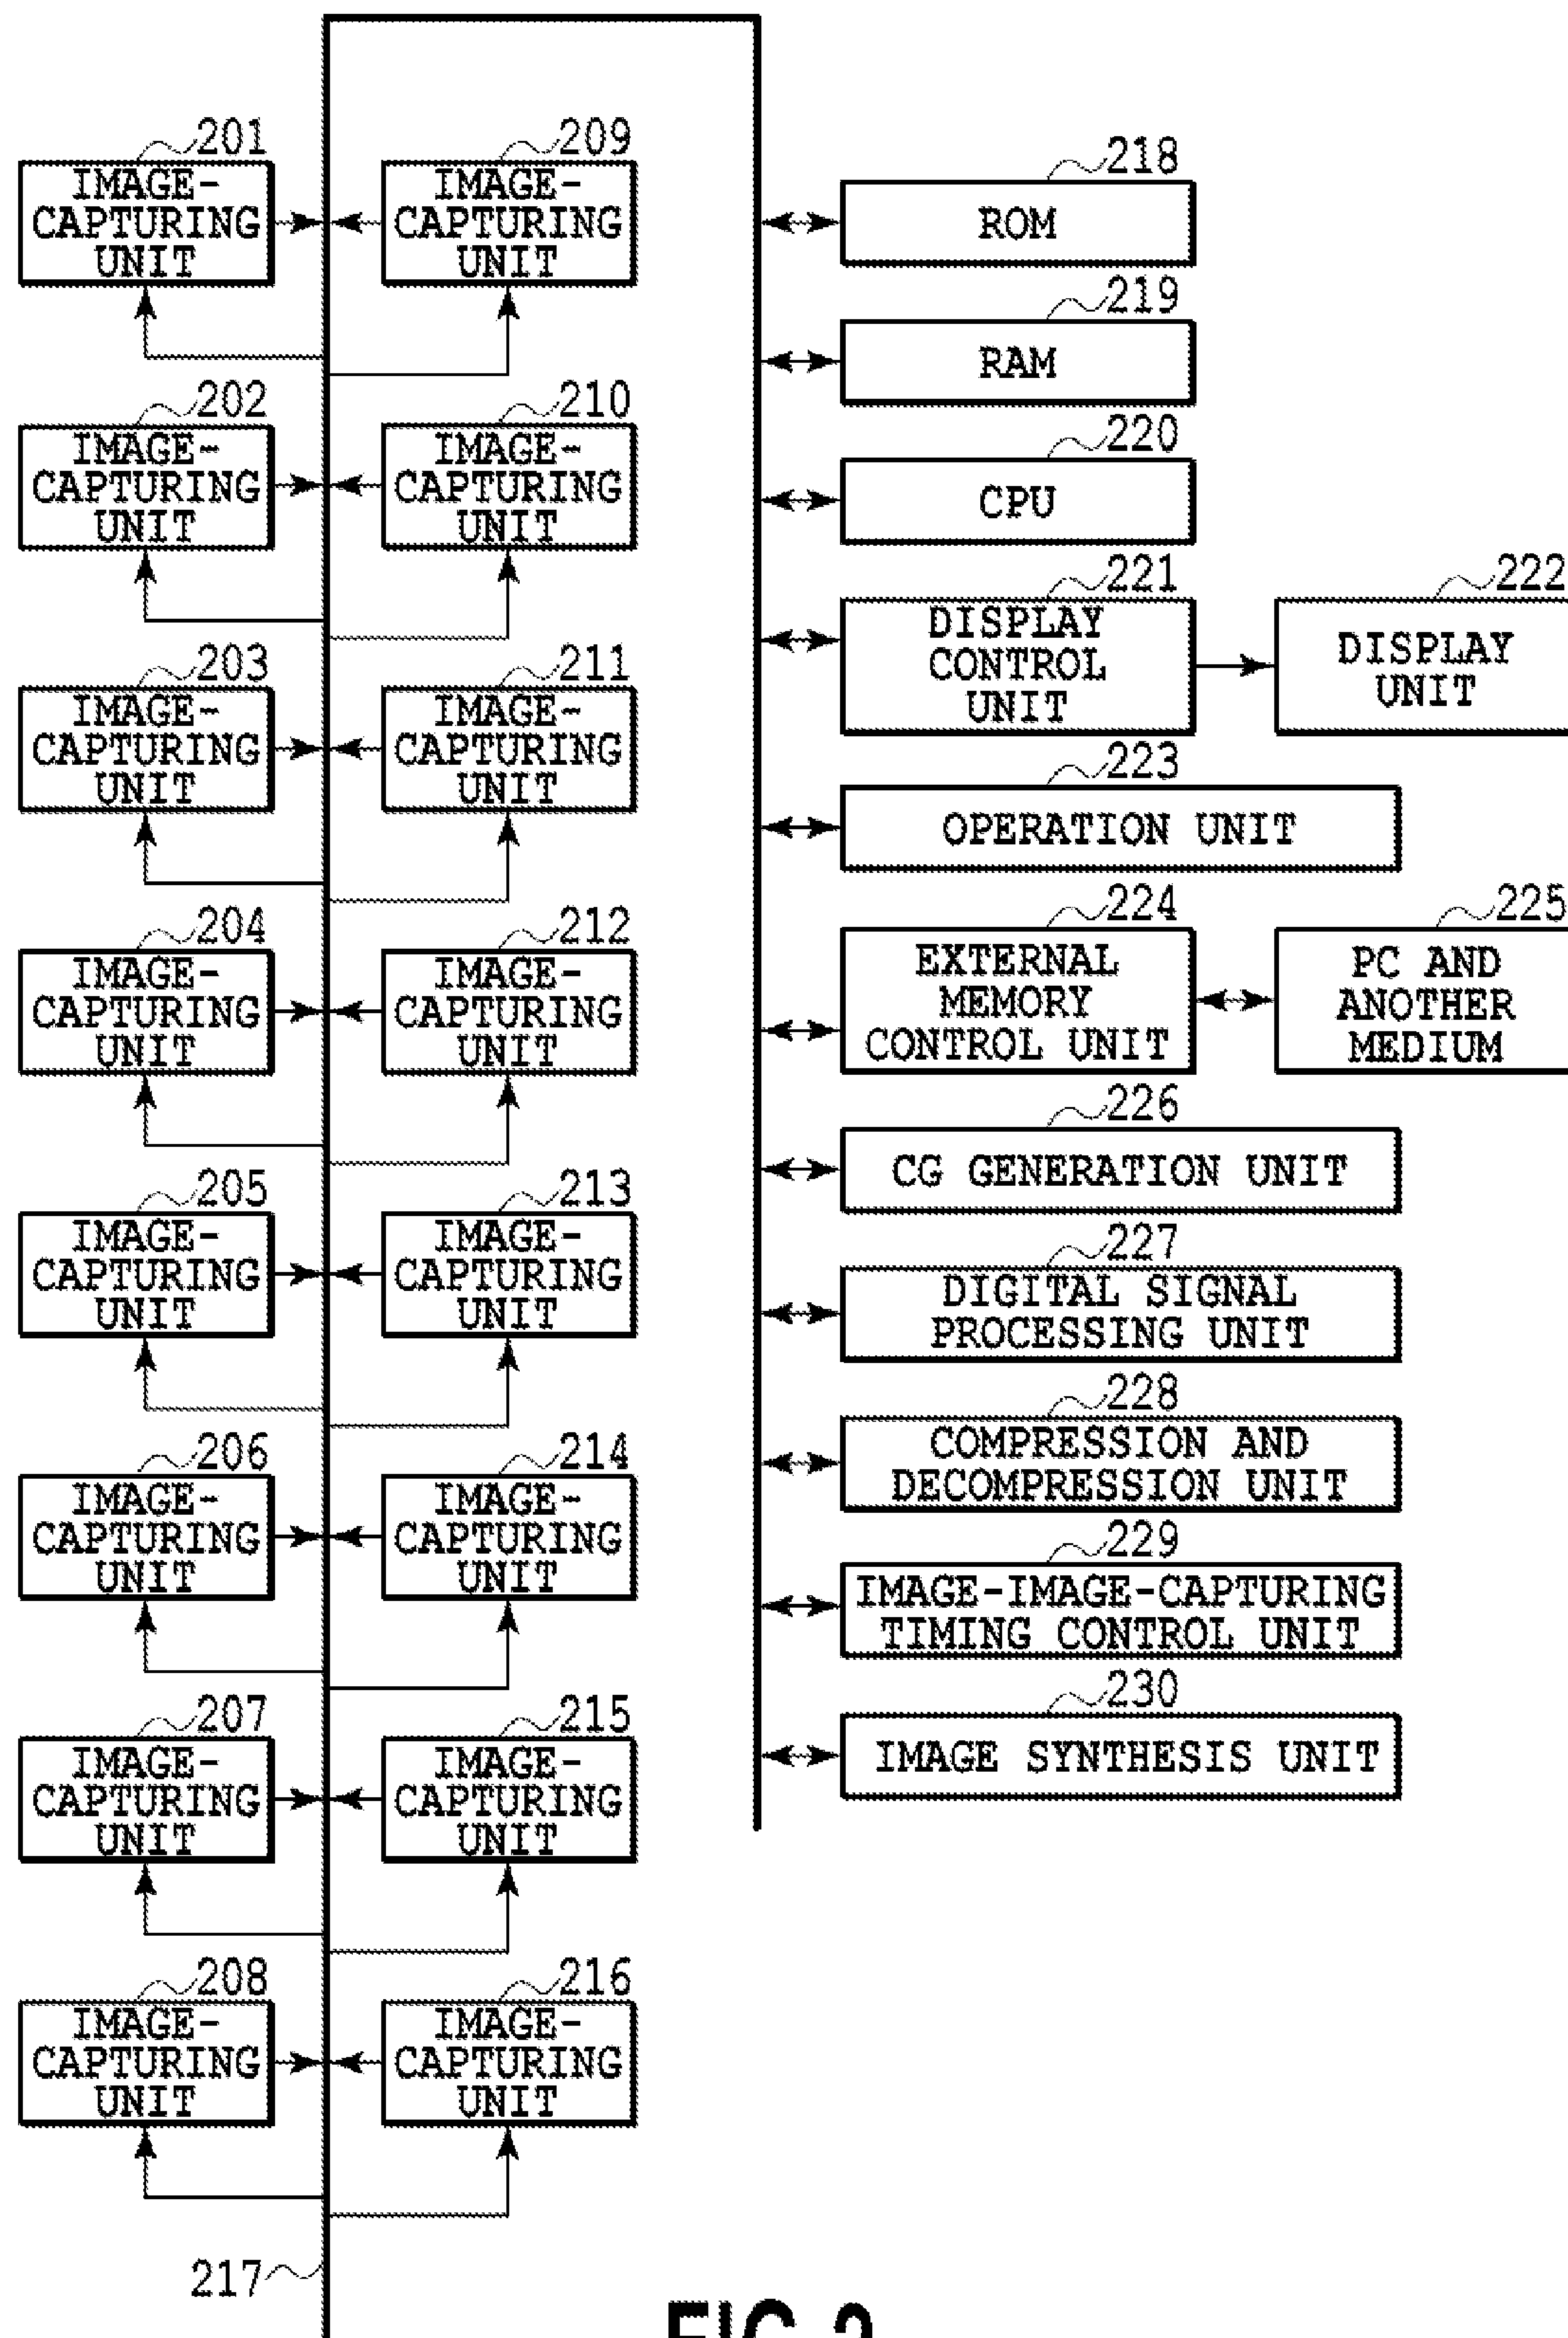 201
IMAGE-
CAPTURING
UNIT
202
IMAGE-
CAPTURING
UNIT
203
IMAGE-
CAPTURING
UNIT
204
IMAGE-
CAPTURING
UNIT
205
IMAGE-
CAPTURING
UNIT
206
IMAGE-
CAPTURING
UNIT
207
IMAGE-
CAPTURING
UNIT
208
IMAGE-
CAPTURING
UNIT
217
209
IMAGE-
CAPTURING
UNIT
210
IMAGE-
CAPTURING
UNIT
211
IMAGE-
CAPTURING
UNIT
212
IMAGE-
CAPTURING
UNIT
213
IMAGE-
CAPTURING
UNIT
214
IMAGE-
CAPTURING
UNIT
215
IMAGE-
CAPTURING
UNIT
216
IMAGE-
CAPTURING
UNIT
218
ROM
219
RAM
220
CPU
221
DISPLAY
CONTROL
UNIT
222
DISPLAY
UNIT
223
OPERATION UNIT
224
EXTERNAL
MEMORY
CONTROL UNIT
225
PC AND
ANOTHER
MEDIUM
226
CG GENERATION UNIT
227
DIGITAL SIGNAL
PROCESSING UNIT
228
COMPRESSION AND
DECOMPRESSION UNIT
229
IMAGE-IMAGE-CAPTURING
TIMING CONTROL UNIT
230
IMAGE SYNTHESIS UNIT